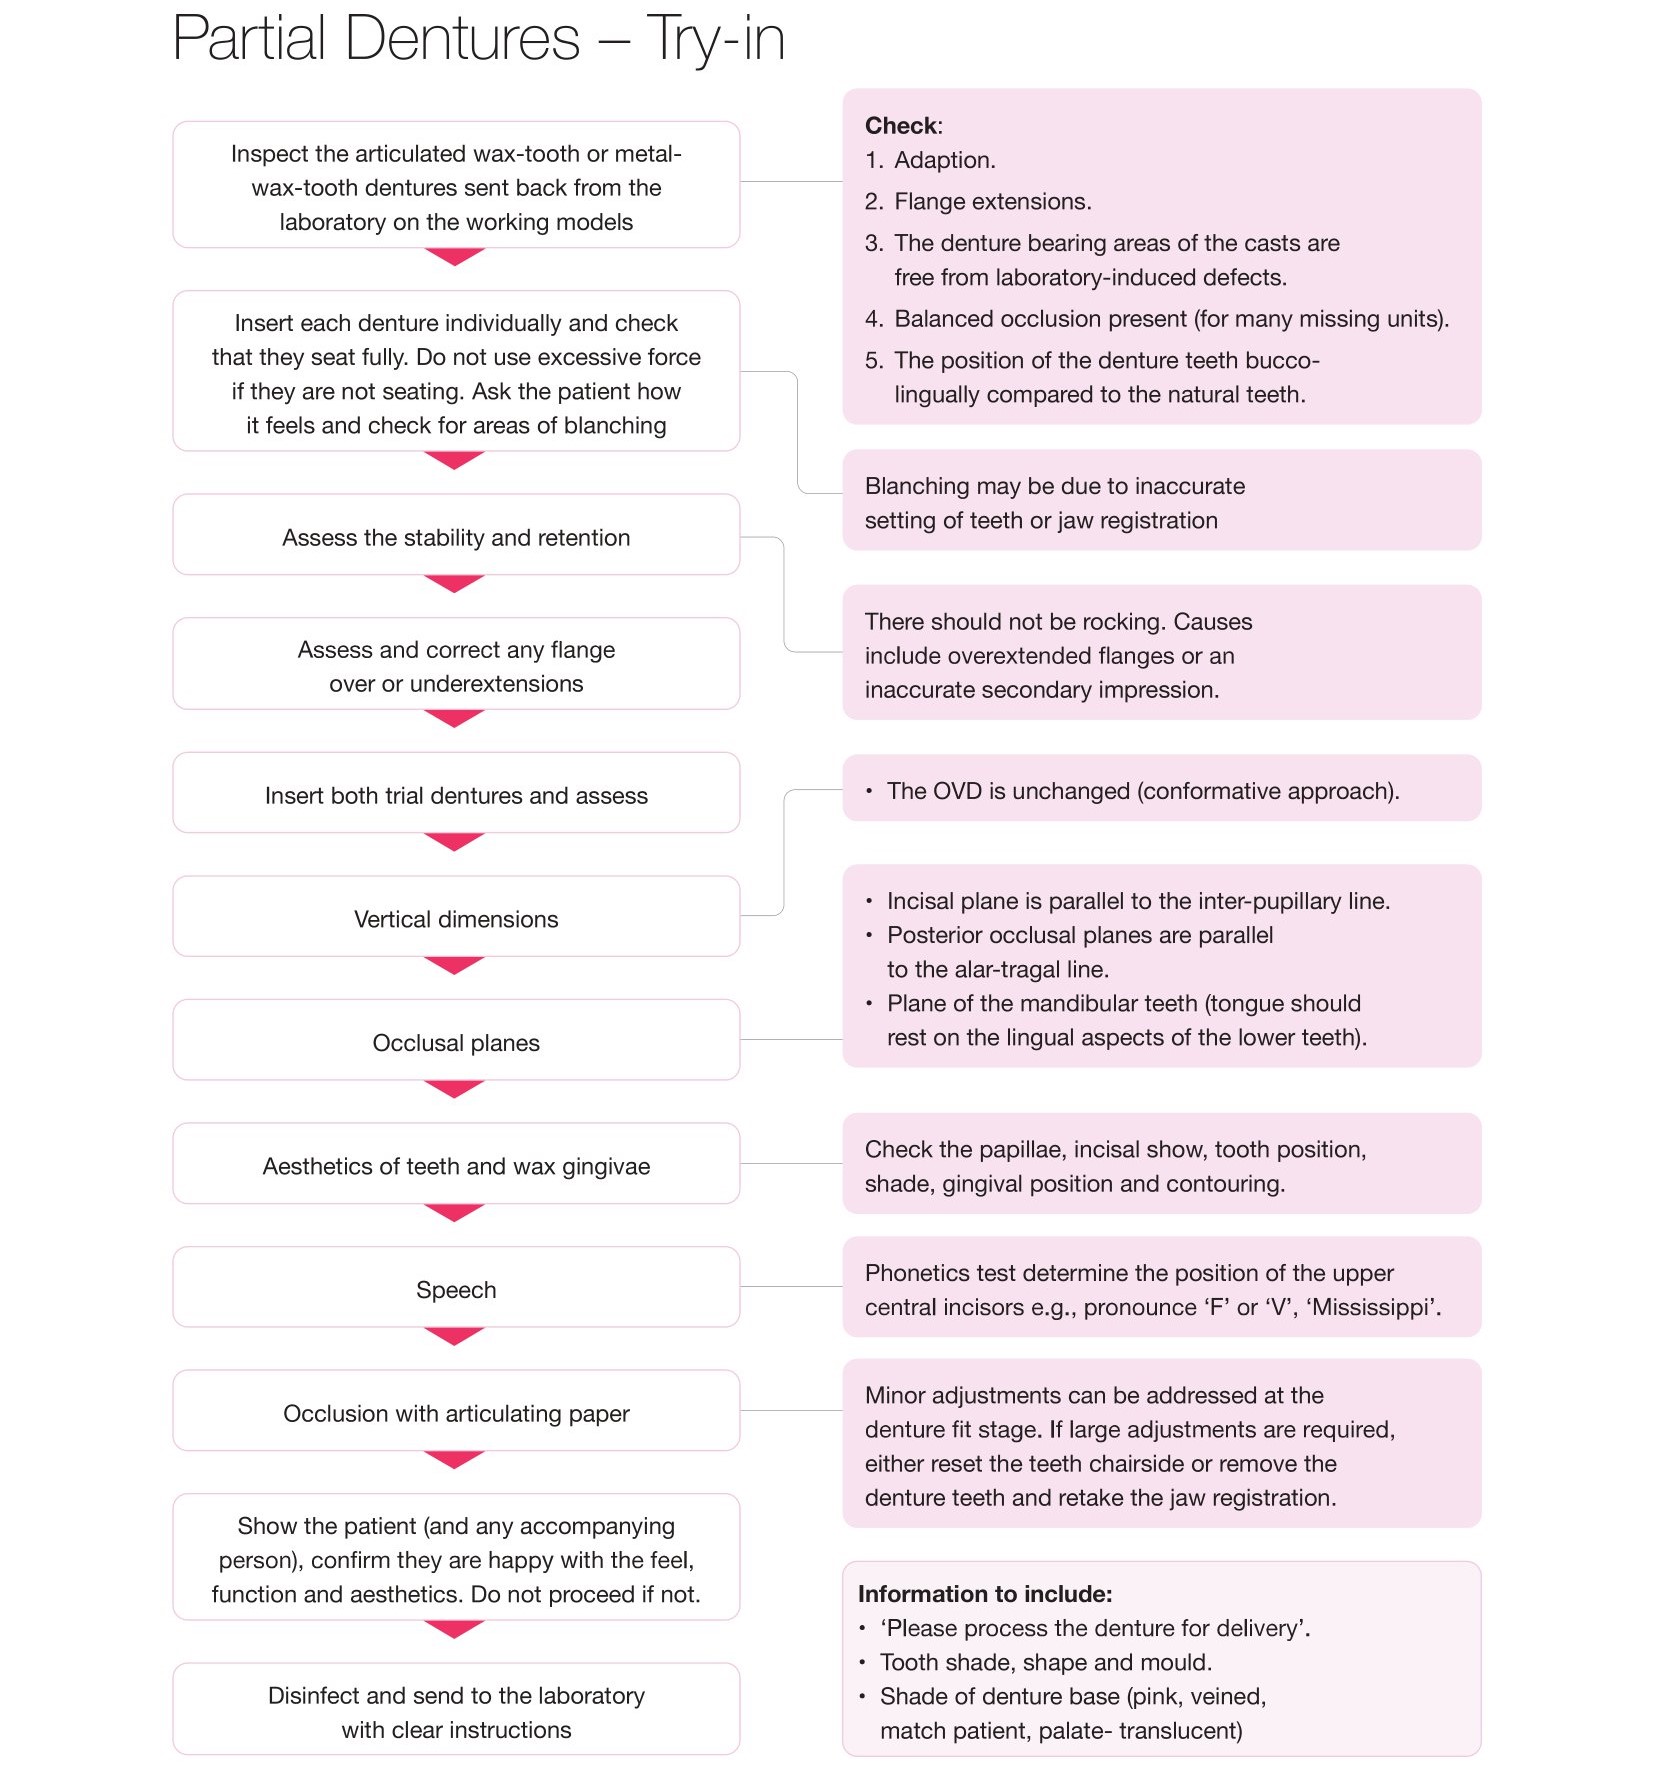 Partial Dentures – Try-in
Inspect the articulated wax-tooth or metal-
wax-tooth dentures sent back from the
laboratory on the working models
Check:
1. Adaption.
2. Flange extensions.
3. The denture bearing areas of the casts are
free from laboratory-induced defects.
4. Balanced occlusion present (for many missing units).
5. The position of the denture teeth bucco-
lingually compared to the natural teeth.
Insert each denture individually and check
that they seat fully. Do not use excessive force
if they are not seating. Ask the patient how
it feels and check for areas of blanching
Blanching may be due to inaccurate
setting of teeth or jaw registration
Assess the stability and retention
There should not be rocking. Causes
include overextended flanges or an
inaccurate secondary impression.
Assess and correct any flange
over or underextensions
Insert both trial dentures and assess
Vertical dimensions
• The OVD is unchanged (conformative approach).
Occlusal planes
• Incisal plane is parallel to the inter-pupillary line.
• Posterior occlusal planes are parallel
to the alar-tragal line.
• Plane of the mandibular teeth (tongue should
rest on the lingual aspects of the lower teeth).
Aesthetics of teeth and wax gingivae
Check the papillae, incisal show, tooth position,
shade, gingival position and contouring.
Speech
Phonetics test determine the position of the upper
central incisors e.g., pronounce ‘F’ or ‘V’, ‘Mississippi’.
Occlusion with articulating paper
Minor adjustments can be addressed at the
denture fit stage. If large adjustments are required,
either reset the teeth chairside or remove the
denture teeth and retake the jaw registration.
Show the patient (and any accompanying
person), confirm they are happy with the feel,
function and aesthetics. Do not proceed if not.
Disinfect and send to the laboratory
with clear instructions
Information to include:
• ‘Please process the denture for delivery’.
• Tooth shade, shape and mould.
• Shade of denture base (pink, veined,
match patient, palate- translucent)